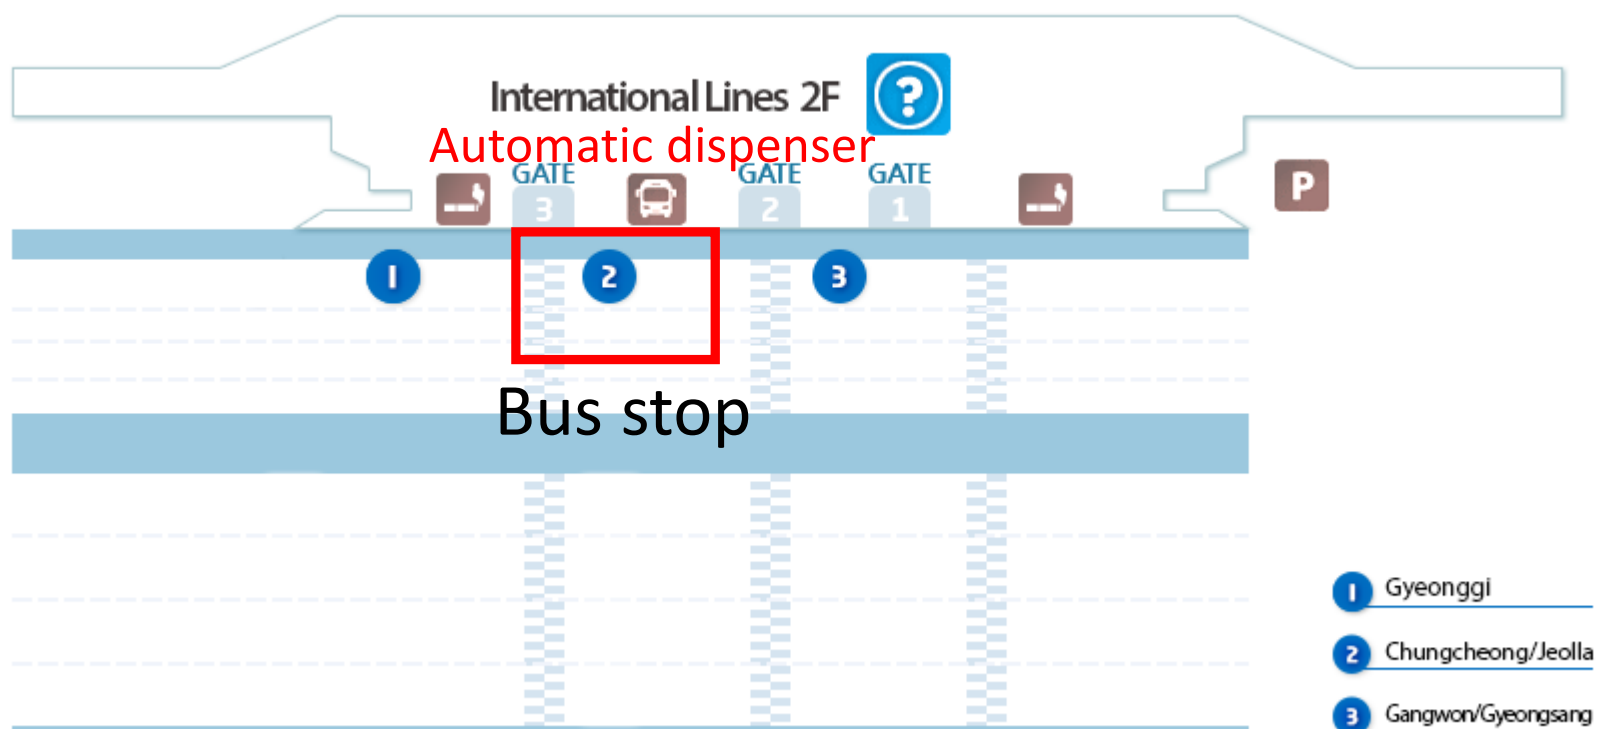 International Lines 2F ?
Automatic dispenser
GATE GATE GATE
3 2 1 P
1 2 3
Bus stop
1 Gyeonggi
2 Chungcheong/Jeolla
3 Gangwon/Gyeongsang